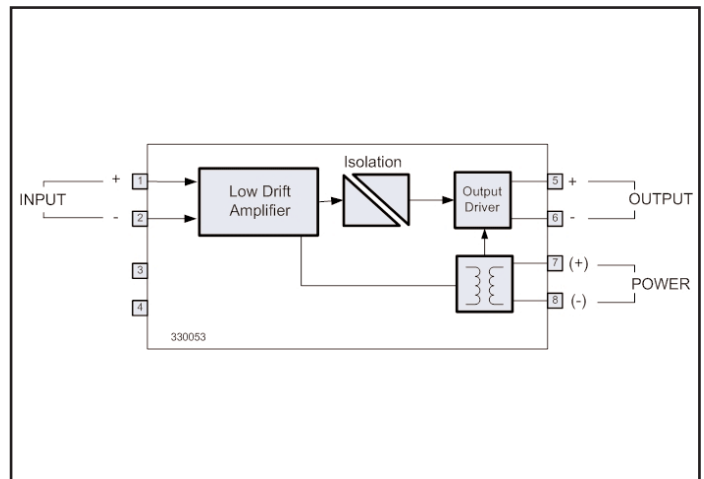 Isolation
INPUT
+ 1
- 2
3
4
Low Drift
Amplifier
Output
Driver
5 +
6 -
OUTPUT
7 (+)
8 (-)
POWER
330053